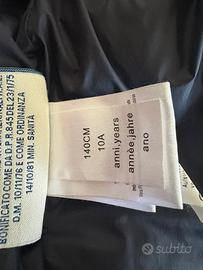 BONIFICATO COME DA L.P.R.845DEL23/1/75
D.M. 10/11/76 E COME ORDINANZA
14/10/81 MIN. SANITÀ
140CM
10A
anni.years
année.jahre
ano
subito